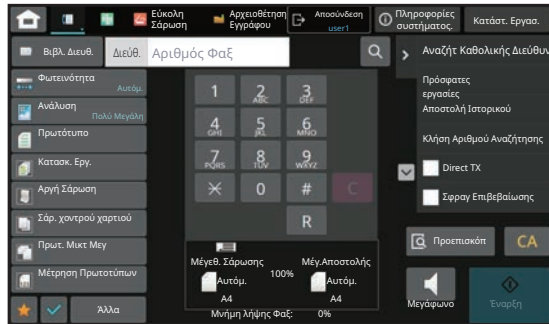 Εύκολη
Σάρωση
Αρχειοθέτηση
Εγγράφου
Αποσύνδεση
user1
Πληροφορίες
συστήματος.
Κατάστ. Εργασ.
Βιβλ. Διευθ.
Διεύθ.
Αριθμός Φαξ
Αναζήτ Καθολικής Διεύθυν
Φωτεινότητα
Αυτόμ.
Ανάλυση
Πολύ Μεγάλη
Πρωτότυπο
Κατασκ. Εργ.
Αργή Σάρωση
Σάρ. χοντρού χαρτιού
Πρωτ. Μικτ Μεγ
Μέτρηση Πρωτοτύπων
Άλλα
1
2
ABC
3
DEF
4
GHI
5
JKL
6
MNO
7
PQRS
8
TUV
9
WXYZ
0
#
C
R
Μέγεθ. Σάρωσης
Αυτόμ.
A4
100%
Μέγ.Αποστολής
Αυτόμ.
A4
Μνήμη λήψης Φαξ: 0%
Πρόσφατες
εργασίες
Αποστολή Ιστορικού
Κλήση Αριθμού Αναζήτησης
Direct TX
Σφραγ Επιβεβαίωσης
Προεπισκόπ
CA
Μεγάφωνο
Έναρξη